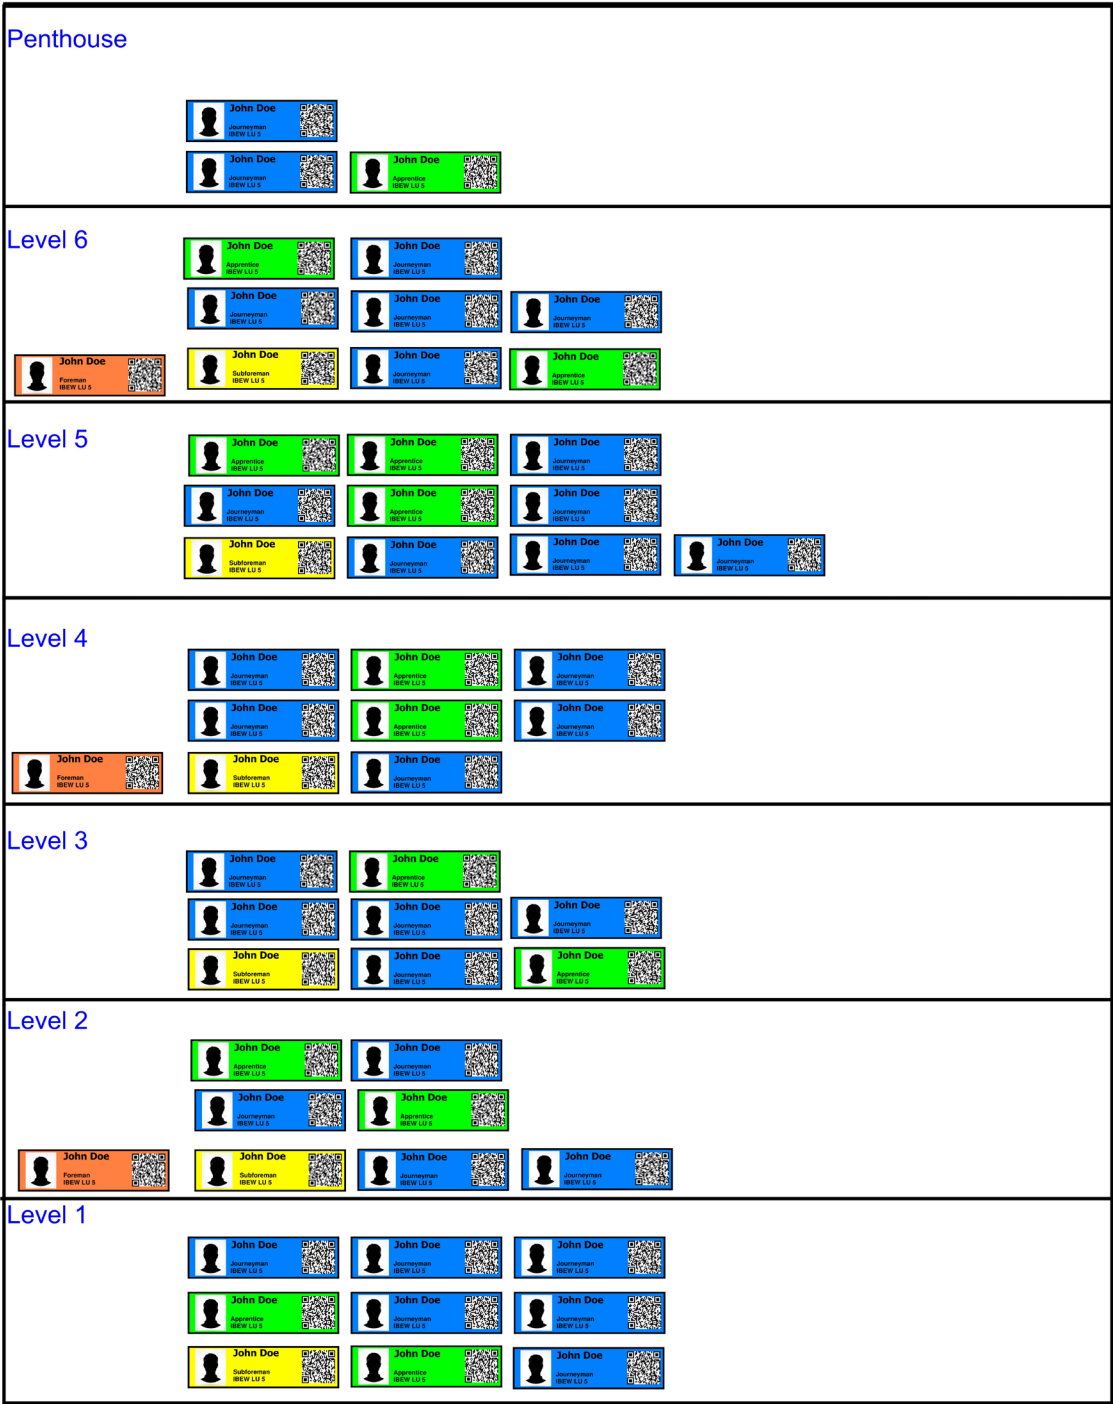 Penthouse
John Doe
Journeyman
IBEW LU 5
John Doe
Journeyman
IBEW LU 5
John Doe
Apprentice
IBEW LU 5
Level 6
John Doe
Apprentice
IBEW LU 5
John Doe
Journeyman
IBEW LU 5
John Doe
Journeyman
IBEW LU 5
John Doe
Journeyman
IBEW LU 5
John Doe
Journeyman
IBEW LU 5
John Doe
Foreman
IBEW LU 5
John Doe
Subforeman
IBEW LU 5
John Doe
Journeyman
IBEW LU 5
John Doe
Apprentice
IBEW LU 5
Level 5
John Doe
Apprentice
IBEW LU 5
John Doe
Apprentice
IBEW LU 5
John Doe
Journeyman
IBEW LU 5
John Doe
Journeyman
IBEW LU 5
John Doe
Apprentice
IBEW LU 5
John Doe
Journeyman
IBEW LU 5
John Doe
Subforeman
IBEW LU 5
John Doe
Journeyman
IBEW LU 5
John Doe
Journeyman
IBEW LU 5
John Doe
Journeyman
IBEW LU 5
Level 4
John Doe
Journeyman
IBEW LU 5
John Doe
Apprentice
IBEW LU 5
John Doe
Journeyman
IBEW LU 5
John Doe
Journeyman
IBEW LU 5
John Doe
Apprentice
IBEW LU 5
John Doe
Journeyman
IBEW LU 5
John Doe
Foreman
IBEW LU 5
John Doe
Subforeman
IBEW LU 5
John Doe
Journeyman
IBEW LU 5
Level 3
John Doe
Journeyman
IBEW LU 5
John Doe
Apprentice
IBEW LU 5
John Doe
Journeyman
IBEW LU 5
John Doe
Journeyman
IBEW LU 5
John Doe
Journeyman
IBEW LU 5
John Doe
Subforeman
IBEW LU 5
John Doe
Journeyman
IBEW LU 5
John Doe
Apprentice
IBEW LU 5
Level 2
John Doe
Apprentice
IBEW LU 5
John Doe
Journeyman
IBEW LU 5
John Doe
Journeyman
IBEW LU 5
John Doe
Apprentice
IBEW LU 5
John Doe
Foreman
IBEW LU 5
John Doe
Subforeman
IBEW LU 5
John Doe
Journeyman
IBEW LU 5
John Doe
Journeyman
IBEW LU 5
Level 1
John Doe
Journeyman
IBEW LU 5
John Doe
Journeyman
IBEW LU 5
John Doe
Journeyman
IBEW LU 5
John Doe
Apprentice
IBEW LU 5
John Doe
Journeyman
IBEW LU 5
John Doe
Journeyman
IBEW LU 5
John Doe
Subforeman
IBEW LU 5
John Doe
Apprentice
IBEW LU 5
John Doe
Journeyman
IBEW LU 5